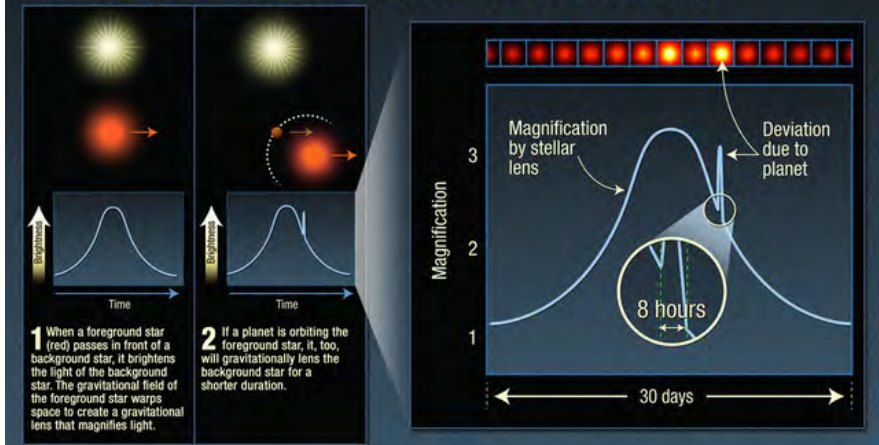 Brightness
Time
1 When a foreground star
(red) passes in front of a
background star, it brightens
the light of the background
star. The gravitational field of
the foreground star warps
space to create a gravitational
lens that magnifies light.
Brightness
Time
2 If a planet is orbiting the
foreground star, it, too,
will gravitationally lens the
background star for a
shorter duration.
Magnification
3
2
1
Magnification
by stellar
lens
Deviation
due to
planet
8 hours
30 days